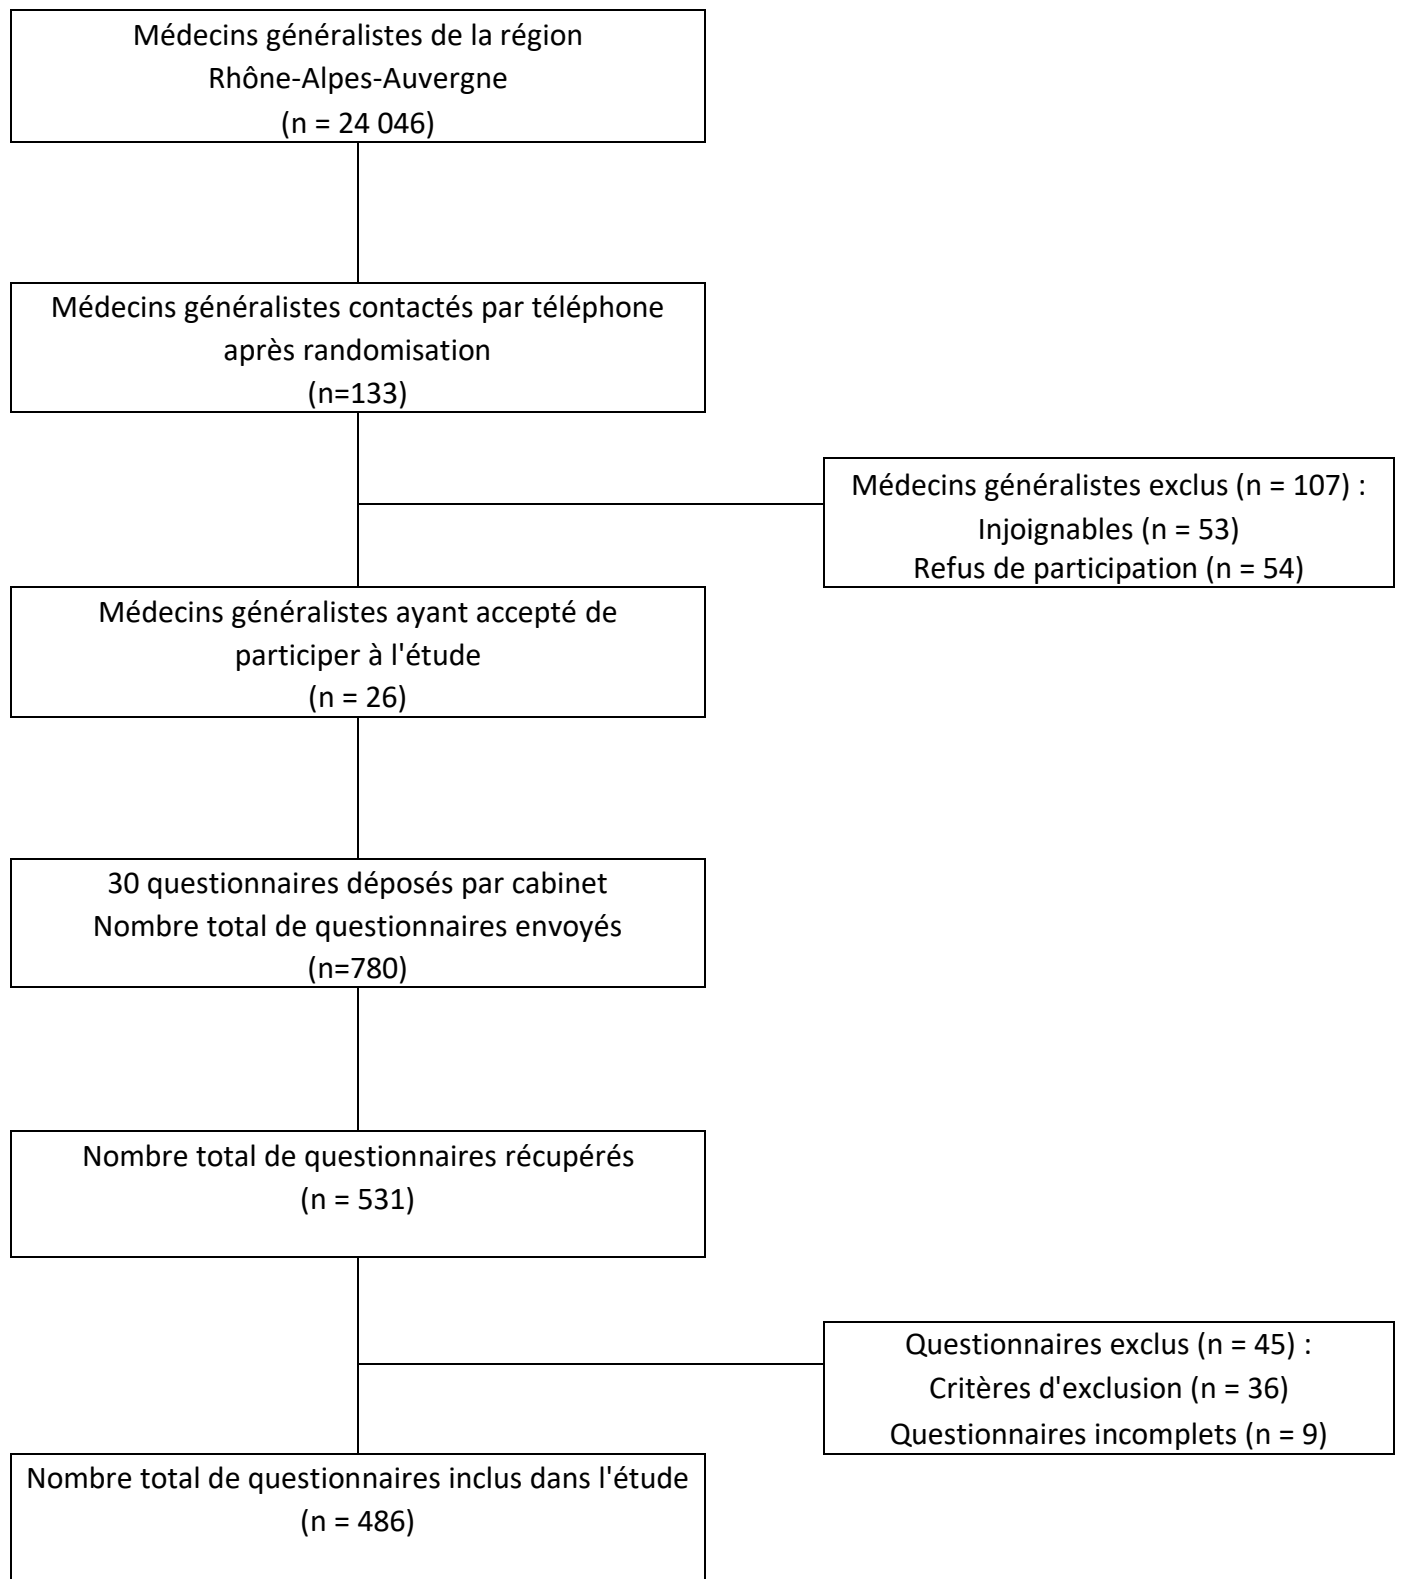 Médecins généralistes de la région
Rhône-Alpes-Auvergne
(n = 24 046)
Médecins généralistes contactés par téléphone
après randomisation
(n=133)
Médecins généralistes exclus (n = 107) :
Injoignables (n = 53)
Refus de participation (n = 54)
Médecins généralistes ayant accepté de
participer à l'étude
(n = 26)
30 questionnaires déposés par cabinet
Nombre total de questionnaires envoyés
(n=780)
Nombre total de questionnaires récupérés
(n = 531)
Questionnaires exclus (n = 45) :
Critères d'exclusion (n = 36)
Questionnaires incomplets (n = 9)
Nombre total de questionnaires inclus dans l'étude
(n = 486)